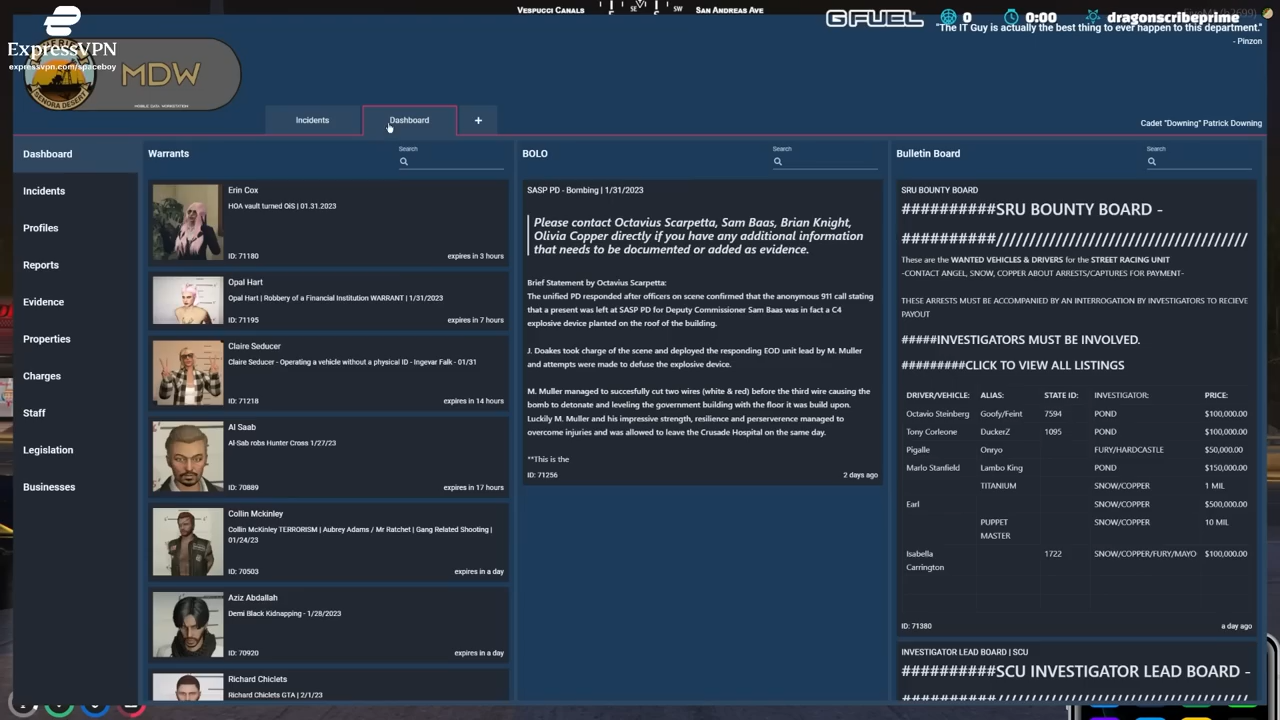 Vespucci Canals
SE
SW
San Andreas Ave
G FUEL
0
0:00
dragonscribeprime
"The IT Guy is actually the best thing to ever happen to this department."
- Pinzon
ExpressVPN
expressvpn.com/spaceboy
SENORA DESERT
MDW
MOBILE DATA WORKSTATION
Incidents
Dashboard
+
Cadet "Downing" Patrick Downing
Dashboard
Incidents
Profiles
Reports
Evidence
Properties
Charges
Staff
Legislation
Businesses
Warrants
Search
Erin Cox
HOA vault turned OiS | 01.31.2023
ID: 71180
expires in 3 hours
Opal Hart
Opal Hart | Robbery of a Financial Institution WARRANT | 1/31/2023
ID: 71195
expires in 7 hours
Claire Seducer
Claire Seducer - Operating a vehicle without a physical ID - Ingevar Falk - 01/31
ID: 71218
expires in 14 hours
Al Saab
Al-Sab robs Hunter Cross 1/27/23
ID: 70889
expires in 17 hours
Collin Mckinley
Collin McKinley TERRORISM | Aubrey Adams / Mr Ratchet | Gang Related Shooting |
01/24/23
ID: 70503
expires in a day
Aziz Abdallah
Demi Black Kidnapping - 1/28/2023
ID: 70920
expires in a day
Richard Chiclets
Richard Chiclets GTA | 2/1/23
BOLO
Search
SASP PD - Bombing | 1/31/2023
Please contact Octavius Scarpetta, Sam Baas, Brian Knight,
Olivia Copper directly if you have any additional information
that needs to be documented or added as evidence.
Brief Statement by Octavius Scarpetta:
The unified PD responded after officers on scene confirmed that the anonymous 911 call stating
that a present was left at SASP PD for Deputy Commissioner Sam Baas was in fact a C4
explosive device planted on the roof of the building.
J. Doakes took charge of the scene and deployed the responding EOD unit lead by M. Muller
and attempts were made to defuse the explosive device.
M. Muller managed to succesfully cut two wires (white & red) before the third wire causing the
bomb to detonate and leveling the government building with the floor it was build upon.
Luckily M. Muller and his impressive strength, resilience and perserverence managed to
overcome injuries and was allowed to leave the Crusade Hospital on the same day.
**This is the
ID: 71256
2 days ago
Bulletin Board
Search
SRU BOUNTY BOARD
##########SRU BOUNTY BOARD -
##########///////////////////////////////////////
These are the WANTED VEHICLES & DRIVERS for the STREET RACING UNIT
-CONTACT ANGEL, SNOW, COPPER ABOUT ARRESTS/CAPTURES FOR PAYMENT-
THESE ARRESTS MUST BE ACCOMPANIED BY AN INTERROGATION BY INVESTIGATORS TO RECIEVE
PAYOUT
#####INVESTIGATORS MUST BE INVOLVED.
#########CLICK TO VIEW ALL LISTINGS
DRIVER/VEHICLE: ALIAS: STATE ID: INVESTIGATOR: PRICE:
Octavio Steinberg Goofy/Feint 7594 POND $100,000.00
Tony Corleone DuckerZ 1095 POND $100,000.00
Pigalle Onryo FURY/HARDCASTLE $50,000.00
Marlo Stanfield Lambo King POND $150,000.00
TITANIUM SNOW/COPPER 1 MIL
Earl SNOW/COPPER $500,000.00
PUPPET MASTER SNOW/COPPER 10 MIL
Isabella Carrington 1722 SNOW/COPPER/FURY/MAYO $100,000.00
ID: 71380
a day ago
INVESTIGATOR LEAD BOARD | SCU
##########SCU INVESTIGATOR LEAD BOARD -